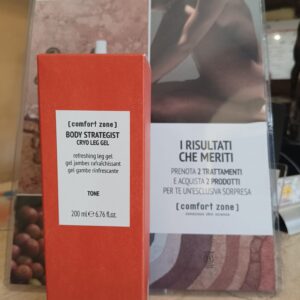 [comfort zone]
BODY STRATEGIST
CRYO LEG GEL
refreshing leg gel
gel jambes rafraîchissant
gel gambe rinfrescante
TONE
200 ml ℮ 6.76 fl.oz.
I RISULTATI
CHE MERITI
PRENOTA 2 TRATTAMENTI
E ACQUISTA 2 PRODOTTI
PER TE UN'ESCLUSIVA SORPRESA
[comfort zone]